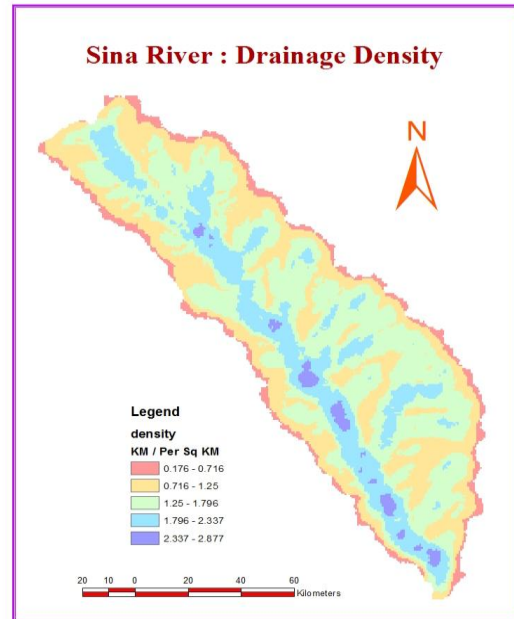 Sina River : Drainage Density
N
Legend
density
KM / Per Sq KM
0.176 - 0.716
0.716 - 1.25
1.25 - 1.796
1.796 - 2.337
2.337 - 2.877
20 10 0 20 40 60
Kilometers